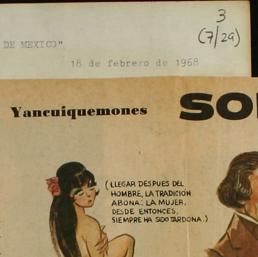 3
(7/29)
DE MEXICO"
18 de febrero de 1968
Yancuiquemones
SO
(LLEGAR DESPUES DEL
HOMBRE, LA TRADICIÓN
ABONA: LA MUJER,
DESDE ENTONCES,
SIEMPRE HA SIDO TARDONA.)